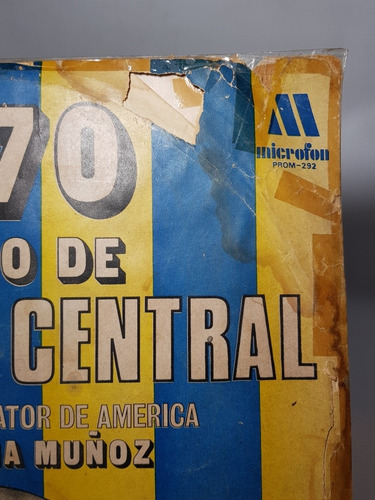 70
microfon
PROM-292
O DE
CENTRAL
ATOR DE AMERICA
A MUÑOZ